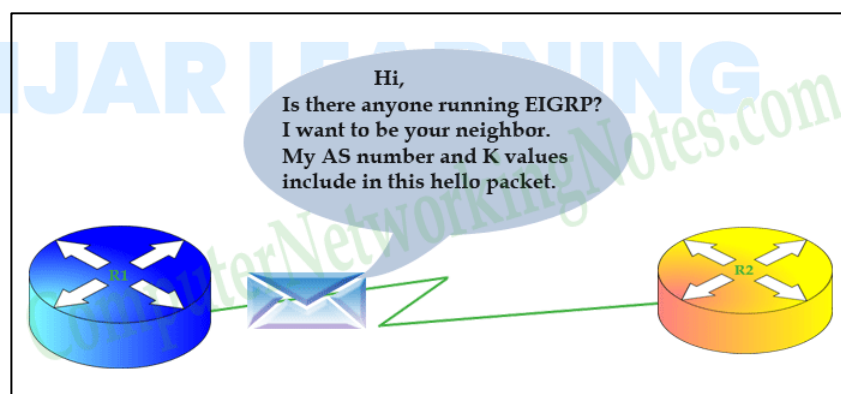 IJAR LEARNING
Hi,
Is there anyone running EIGRP?
I want to be your neighbor.
My AS number and K values
include in this hello packet.
ComputerNetworkingNotes.com
R1
R2